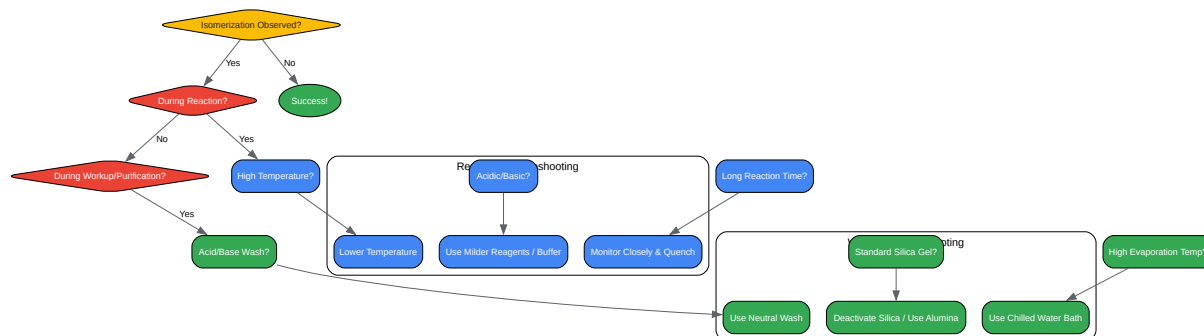 Isomerization Observed?
Yes
No
During Reaction?
Success!
No
Yes
During Workup/Purification?
High Temperature?
Acidic/Basic?
Long Reaction Time?
Yes
Acid/Base Wash?
Lower Temperature
Use Milder Reagents / Buffer
Monitor Closely & Quench
Standard Silica Gel?
High Evaporation Temp?
Use Neutral Wash
Deactivate Silica / Use Alumina
Use Chilled Water Bath